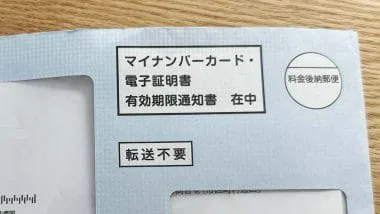 マイナンバーカード・
電子証明書
有効期限通知書　在中
料金後納郵便
転送不要